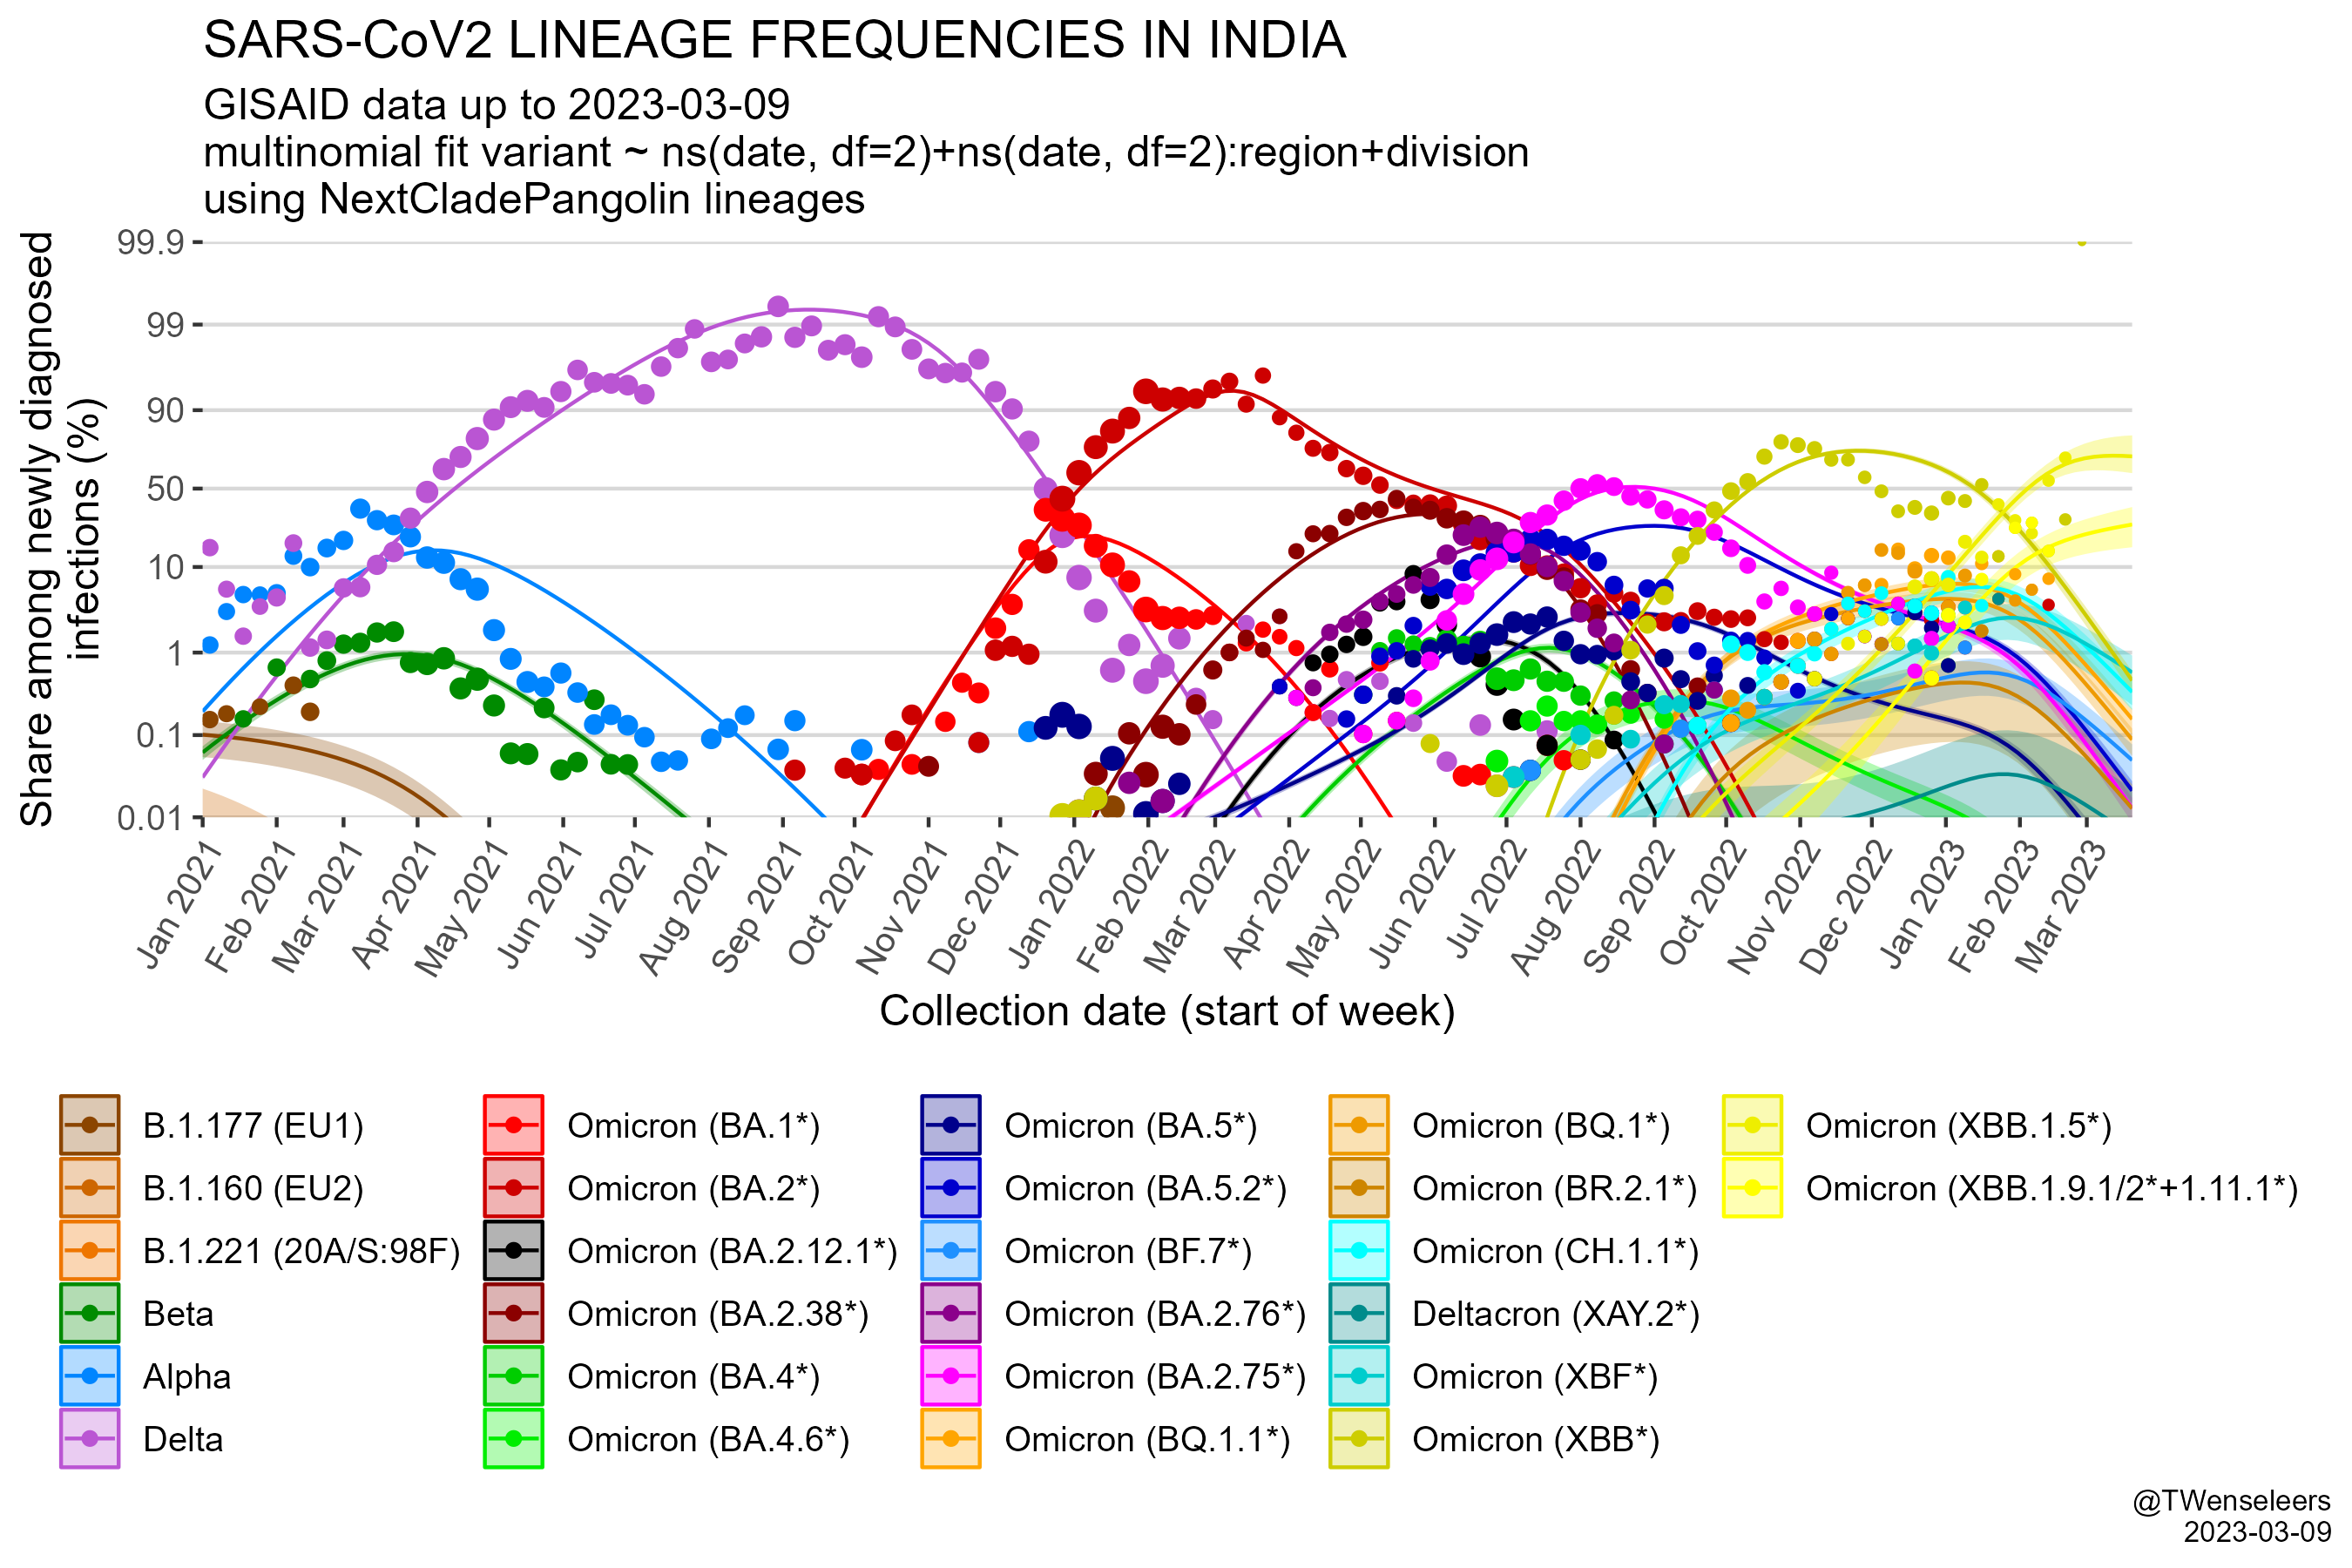 SARS-CoV2 LINEAGE FREQUENCIES IN INDIA
GISAID data up to 2023-03-09
multinomial fit variant ~ ns(date, df=2)+ns(date, df=2):region+division
using NextCladePangolin lineages
Share among newly diagnosed
infections (%)
99.9
99
90
50
10
1
0.1
0.01
Jan 2021
Feb 2021
Mar 2021
Apr 2021
May 2021
Jun 2021
Jul 2021
Aug 2021
Sep 2021
Oct 2021
Nov 2021
Dec 2021
Jan 2022
Feb 2022
Mar 2022
Apr 2022
May 2022
Jun 2022
Jul 2022
Aug 2022
Sep 2022
Oct 2022
Nov 2022
Dec 2022
Jan 2023
Feb 2023
Mar 2023
Collection date (start of week)
B.1.177 (EU1)
B.1.160 (EU2)
B.1.221 (20A/S:98F)
Beta
Alpha
Delta
Omicron (BA.1*)
Omicron (BA.2*)
Omicron (BA.2.12.1*)
Omicron (BA.2.38*)
Omicron (BA.4*)
Omicron (BA.4.6*)
Omicron (BA.5*)
Omicron (BA.5.2*)
Omicron (BF.7*)
Omicron (BA.2.76*)
Omicron (BA.2.75*)
Omicron (BQ.1.1*)
Omicron (BQ.1*)
Omicron (BR.2.1*)
Omicron (CH.1.1*)
Deltacron (XAY.2*)
Omicron (XBF*)
Omicron (XBB*)
Omicron (XBB.1.5*)
Omicron (XBB.1.9.1/2*+1.11.1*)
@TWenseleers
2023-03-09